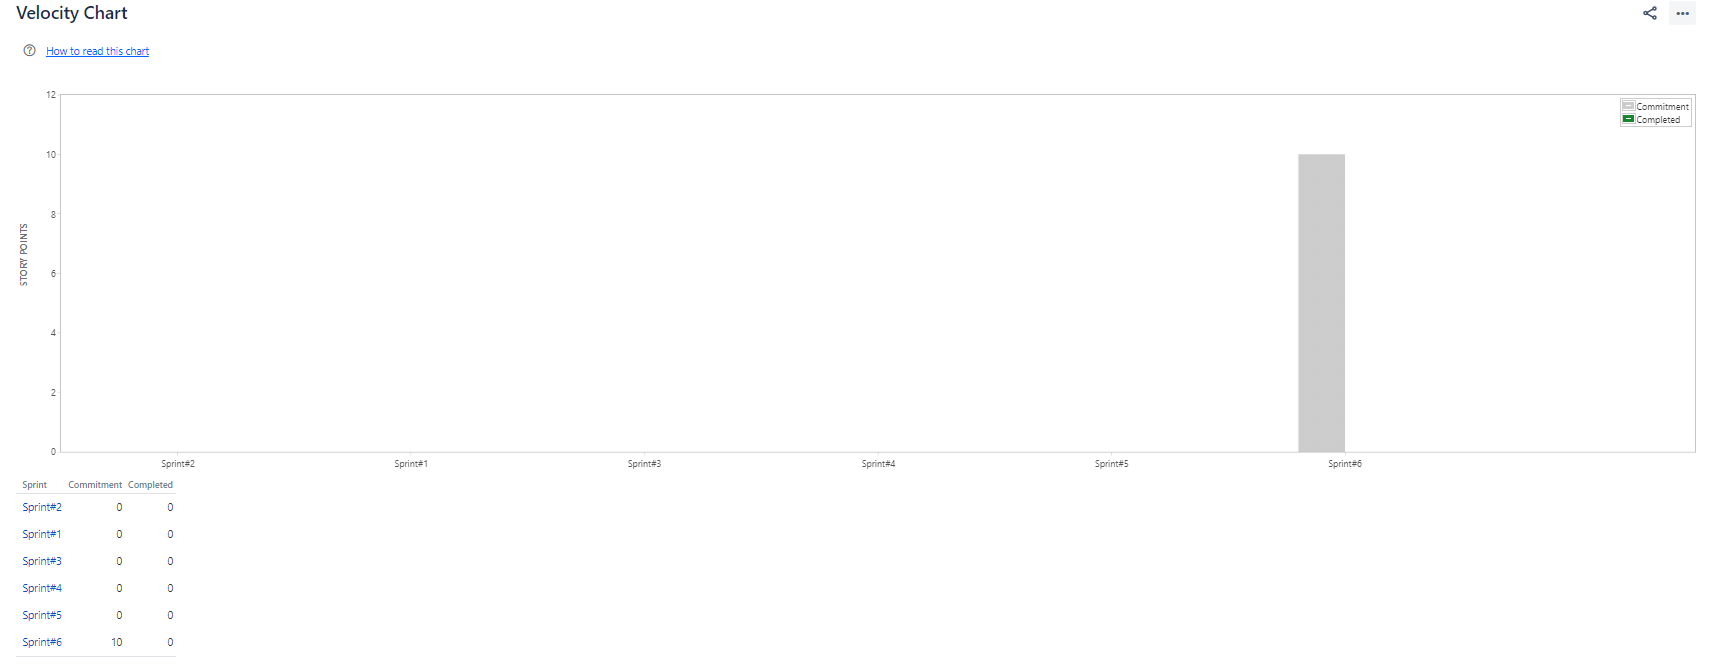 Velocity Chart
How to read this chart
12
Commitment
Completed
10
8
6
4
2
0
STORY POINTS
Sprint#2 Sprint#1 Sprint#3 Sprint#4 Sprint#5 Sprint#6
Sprint Commitment Completed
Sprint#2 0 0
Sprint#1 0 0
Sprint#3 0 0
Sprint#4 0 0
Sprint#5 0 0
Sprint#6 10 0